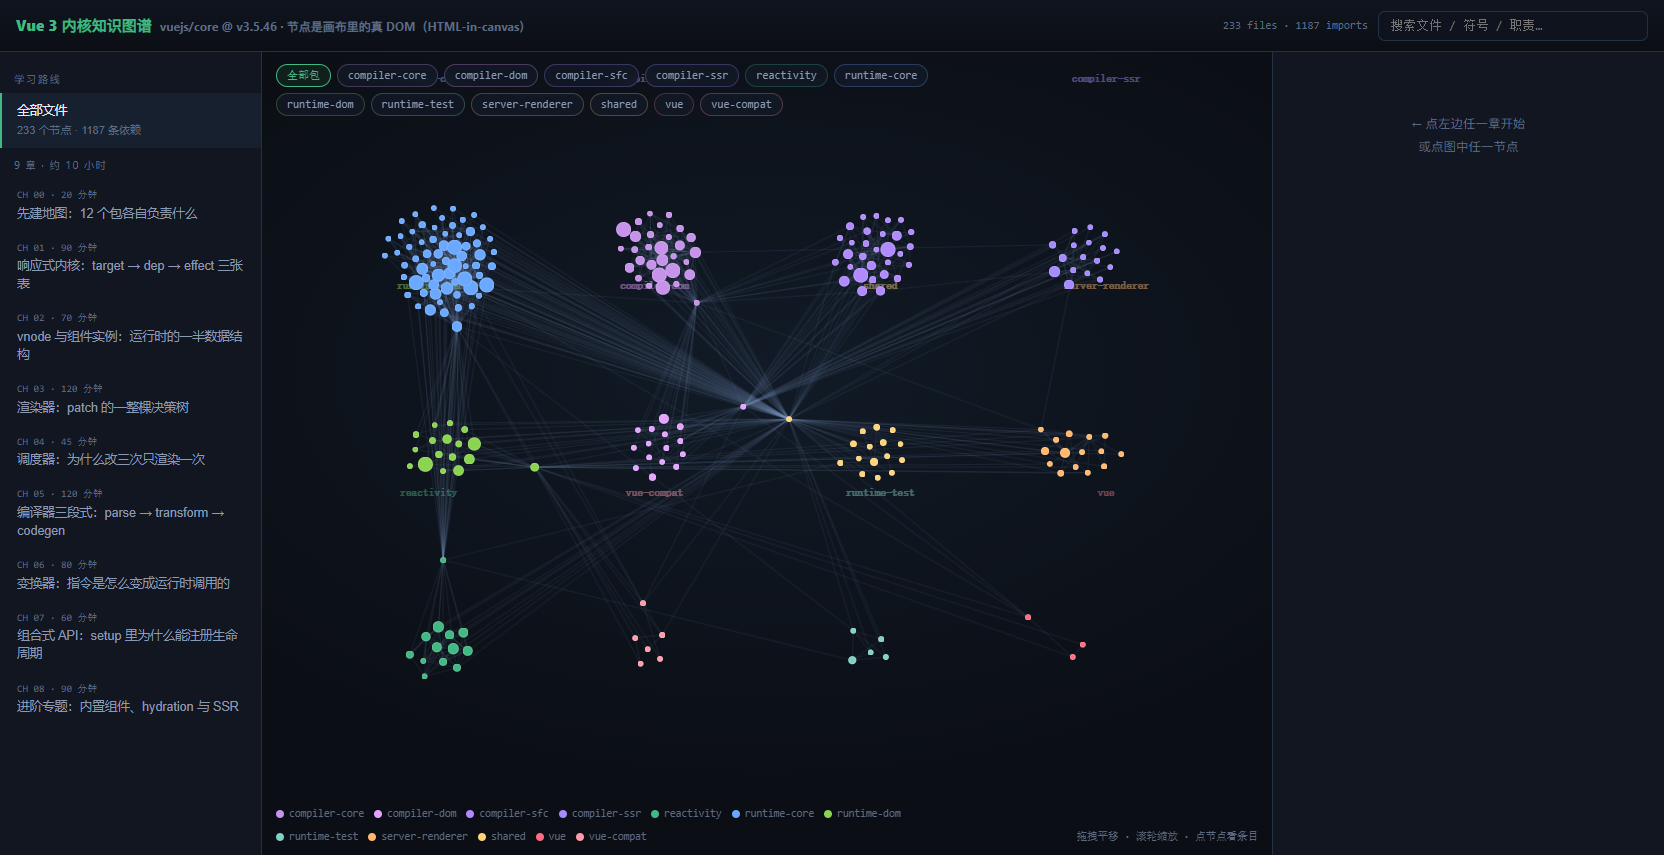 Vue 3 内核知识图谱 vuejs/core @ v3.5.46 · 节点是画布里的真 DOM（HTML-in-canvas）
233 files · 1187 imports
搜索文件 / 符号 / 职责…
学习路线
全部文件
233 个节点 · 1187 条依赖
9 章 · 约 10 小时
CH 00 · 20 分钟
先建地图：12 个包各自负责什么
CH 01 · 90 分钟
响应式内核：target → dep → effect 三张
表
CH 02 · 70 分钟
vnode 与组件实例：运行时的一半数据结
构
CH 03 · 120 分钟
渲染器：patch 的一整棵决策树
CH 04 · 45 分钟
调度器：为什么改三次只渲染一次
CH 05 · 120 分钟
编译器三段式：parse → transform →
codegen
CH 06 · 80 分钟
变换器：指令是怎么变成运行时调用的
CH 07 · 60 分钟
组合式 API：setup 里为什么能注册生命
周期
CH 08 · 90 分钟
进阶专题：内置组件、hydration 与 SSR
全部包 compiler-core compiler-dom compiler-sfc compiler-ssr reactivity runtime-core
runtime-dom runtime-test server-renderer shared vue vue-compat
compiler-ssr
shared
reactivity
vue-compat
runtime-test
vue
compiler-core compiler-dom compiler-sfc compiler-ssr reactivity runtime-core runtime-dom
runtime-test server-renderer shared vue vue-compat
拖拽平移 · 滚轮缩放 · 点节点看条目
← 点左边任一章开始
或点图中任一节点